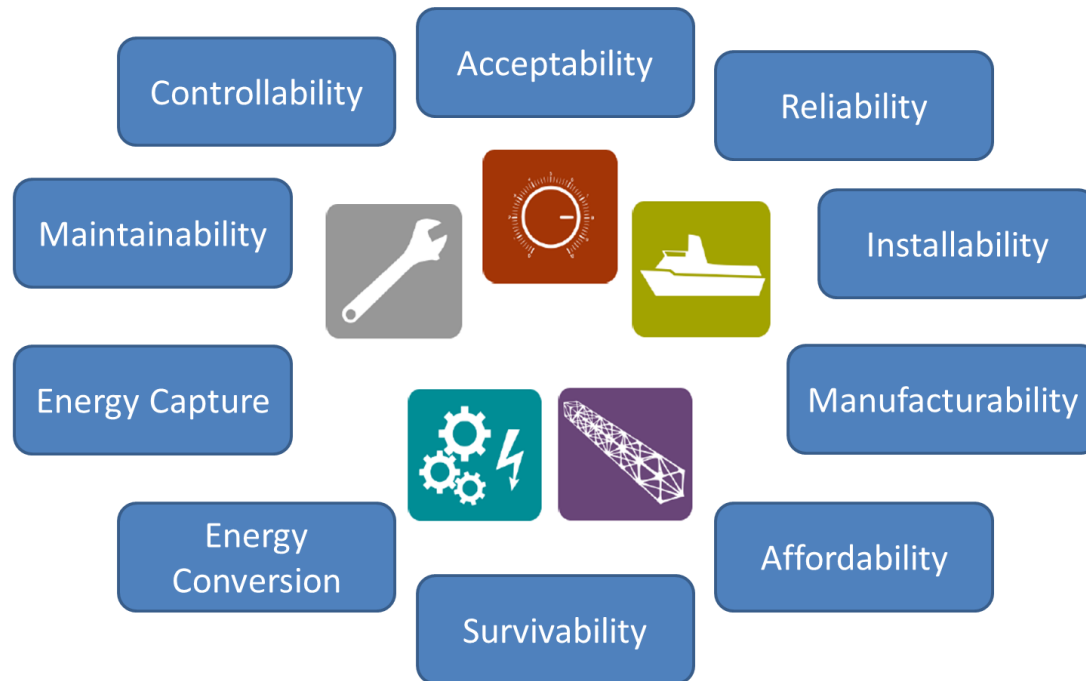 Acceptability
Controllability
Reliability
Maintainability
Installability
Energy Capture
Manufacturability
Energy
Conversion
Affordability
Survivability